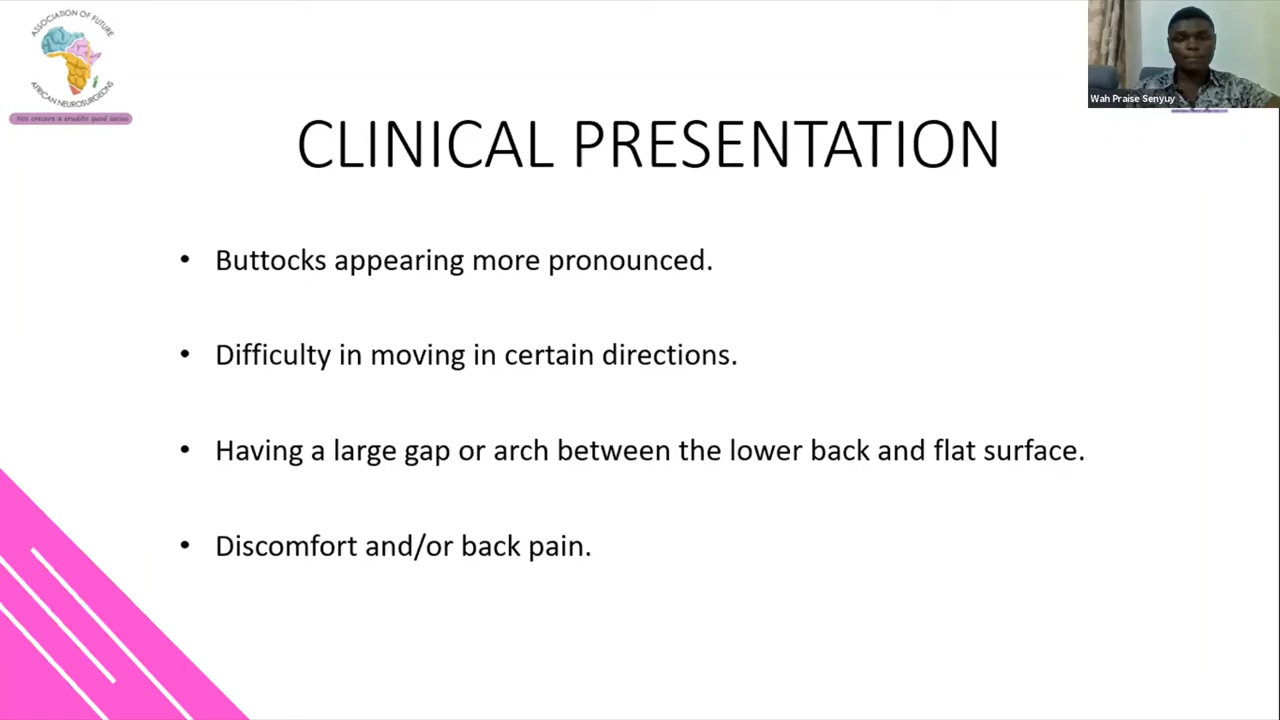 ASSOCIATION OF FUTURE
AFRICAN NEUROSURGEONS
Nos crescere a erudito quod socius
Wah Praise Senyuy
CLINICAL PRESENTATION
• Buttocks appearing more pronounced.
• Difficulty in moving in certain directions.
• Having a large gap or arch between the lower back and flat surface.
• Discomfort and/or back pain.